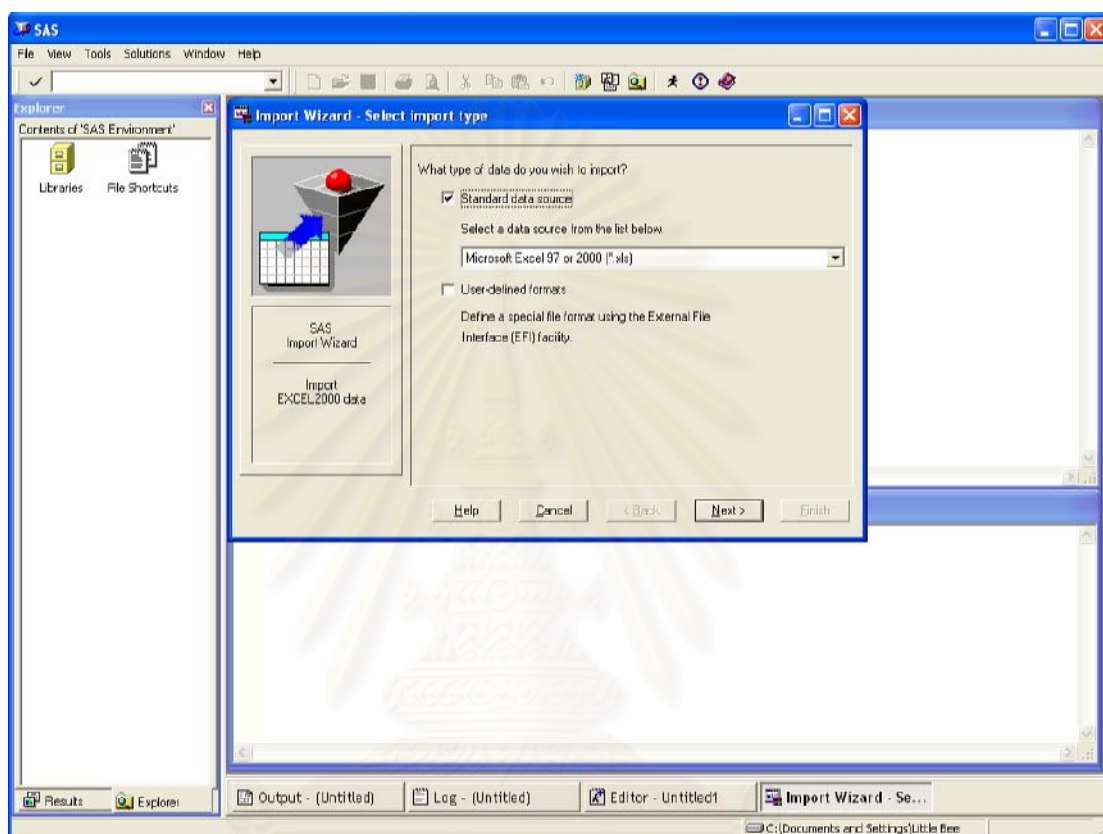 SAS
File View Tools Solutions Window Help
Explorer
Contents of 'SAS Environment'
Libraries
File Shortcuts
Import Wizard - Select import type
What type of data do you wish to import?
Standard data source
Select a data source from the list below.
Microsoft Excel 97 or 2000 (*.xls)
User-defined formats
Define a special file format using the External File
Interface (EFI) facility.
SAS
Import Wizard
Import
EXCEL2000 data
Help
Cancel
< Back
Next >
Finish
Results
Explorer
Output - (Untitled)
Log - (Untitled)
Editor - Untitled1
Import Wizard - Se...
C:\Documents and Settings\Little Bee